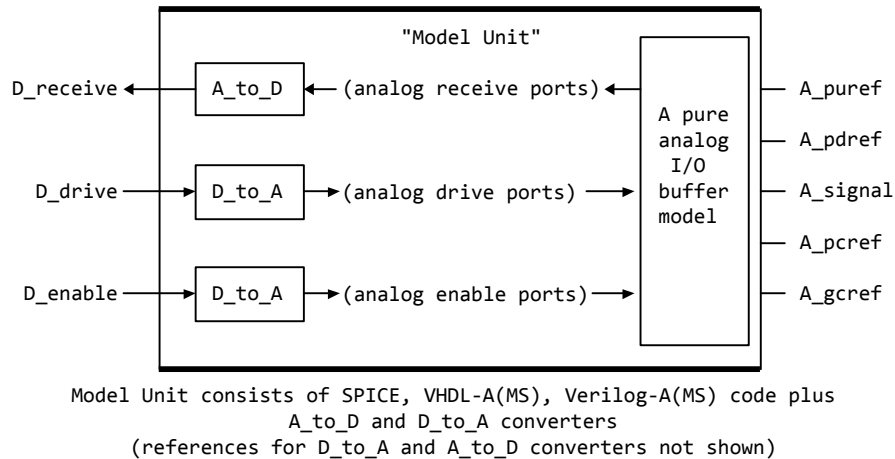 "Model Unit"
D_receive
A_to_D
(analog receive ports)
A_puref
A pure
analog
I/O
buffer
model
A_pdref
D_drive
D_to_A
(analog drive ports)
A_signal
A_pcref
D_enable
D_to_A
(analog enable ports)
A_gcref
Model Unit consists of SPICE, VHDL-A(MS), Verilog-A(MS) code plus
A_to_D and D_to_A converters
(references for D_to_A and A_to_D converters not shown)